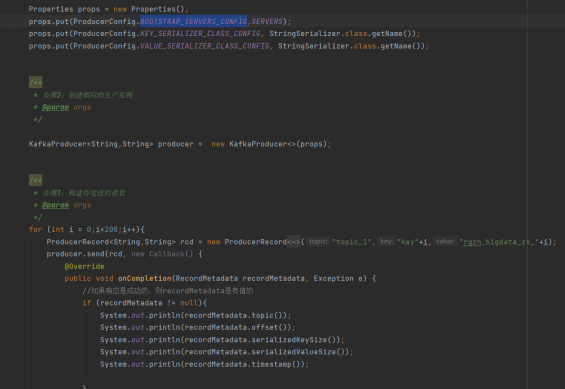 Properties props = new Properties();
props.put(ProducerConfig.BOOTSTRAP_SERVERS_CONFIG,SERVERS);
props.put(ProducerConfig.KEY_SERIALIZER_CLASS_CONFIG, StringSerializer.class.getName());
props.put(ProducerConfig.VALUE_SERIALIZER_CLASS_CONFIG, StringSerializer.class.getName());
/**
* 步骤2：创建相应的生产实例
* @param args
*/
KafkaProducer<String,String> producer = new KafkaProducer<>(props);
/**
* 步骤3：构建待发送的消息
* @param args
*/
for (int i = 0;i<200;i++){
ProducerRecord<String,String> rcd = new ProducerRecord<~>( topic: "topic_1", key: "key"+i, value: "rqzn_bigdata_zx_"+i);
producer.send(rcd, new Callback() {
@Override
public void onCompletion(RecordMetadata recordMetadata, Exception e) {
//如果响应是成功的，则recordMetadata是有值的
if (recordMetadata != null){
System.out.println(recordMetadata.topic());
System.out.println(recordMetadata.offset());
System.out.println(recordMetadata.serializedKeySize());
System.out.println(recordMetadata.serializedValueSize());
System.out.println(recordMetadata.timestamp());
}